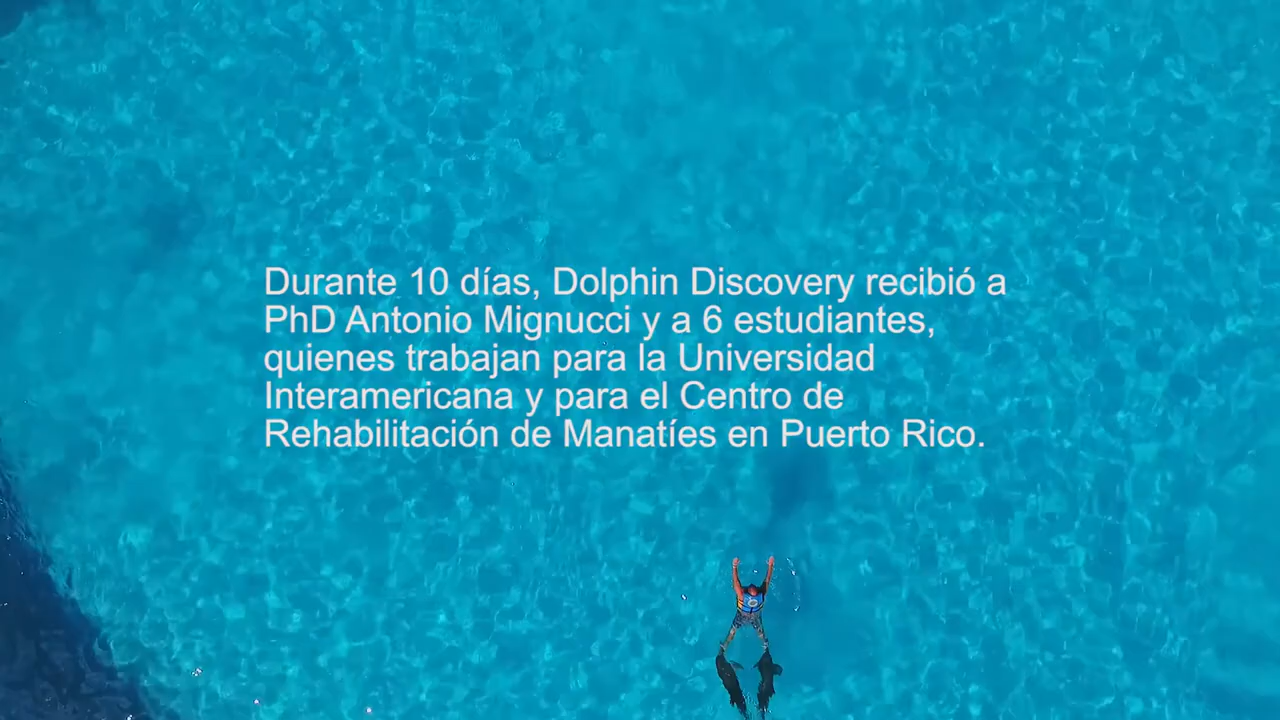 Durante 10 días, Dolphin Discovery recibió a
PhD Antonio Mignucci y a 6 estudiantes,
quienes trabajan para la Universidad
Interamericana y para el Centro de
Rehabilitación de Manatíes en Puerto Rico.